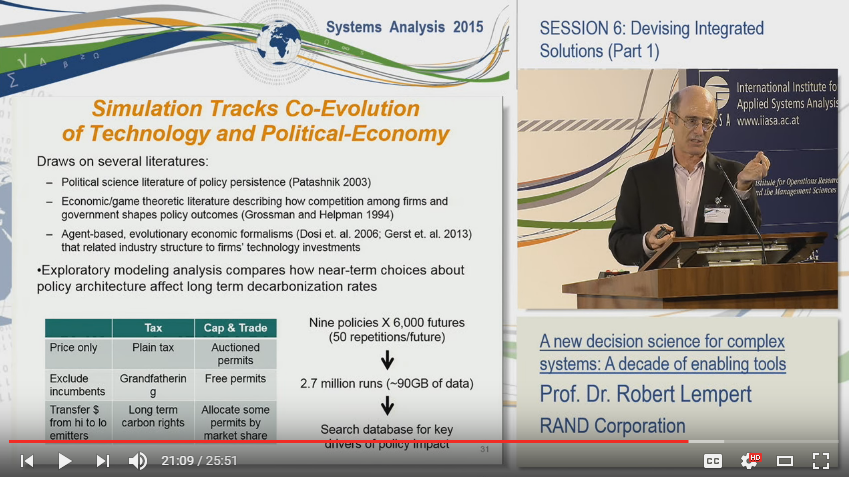 Systems Analysis 2015
Simulation Tracks Co-Evolution
of Technology and Political-Economy
Draws on several literatures:
– Political science literature of policy persistence (Patashnik 2003)
– Economic/game theoretic literature describing how competition among firms and
government shapes policy outcomes (Grossman and Helpman 1994)
– Agent-based, evolutionary economic formalisms (Dosi et. al. 2006; Gerst et. al. 2013)
that related industry structure to firms' technology investments
•Exploratory modeling analysis compares how near-term choices about
policy architecture affect long term decarbonization rates
Tax Cap & Trade
Price only Plain tax Auctioned
permits
Exclude
incumbents Grandfatherin
g Free permits
Transfer $
from hi to lo
emitters Long term
carbon rights Allocate some
permits by
market share
Nine policies X 6,000 futures
(50 repetitions/future)
2.7 million runs (~90GB of data)
Search database for key
drivers of policy impact
31
SESSION 6: Devising Integrated
Solutions (Part 1)
International Institute for
Applied Systems Analysis
I I A S A www.iiasa.ac.at
A new decision science for complex
systems: A decade of enabling tools
Prof. Dr. Robert Lempert
RAND Corporation
21:09 / 25:51
CC
HD